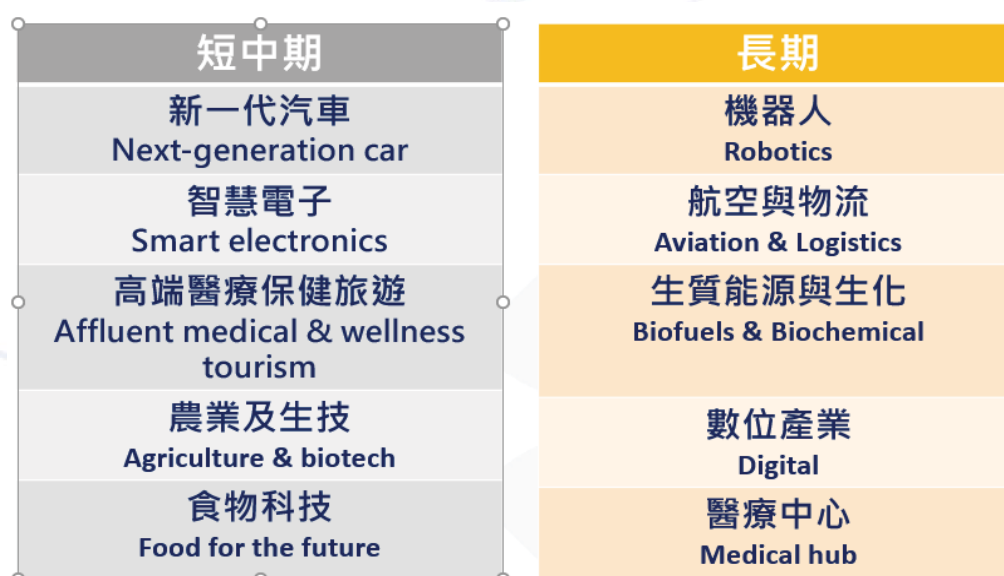 短中期
新一代汽車
Next-generation car
智慧電子
Smart electronics
高端醫療保健旅遊
Affluent medical & wellness
tourism
農業及生技
Agriculture & biotech
食物科技
Food for the future
長期
機器人
Robotics
航空與物流
Aviation & Logistics
生質能源與生化
Biofuels & Biochemical
數位產業
Digital
醫療中心
Medical hub